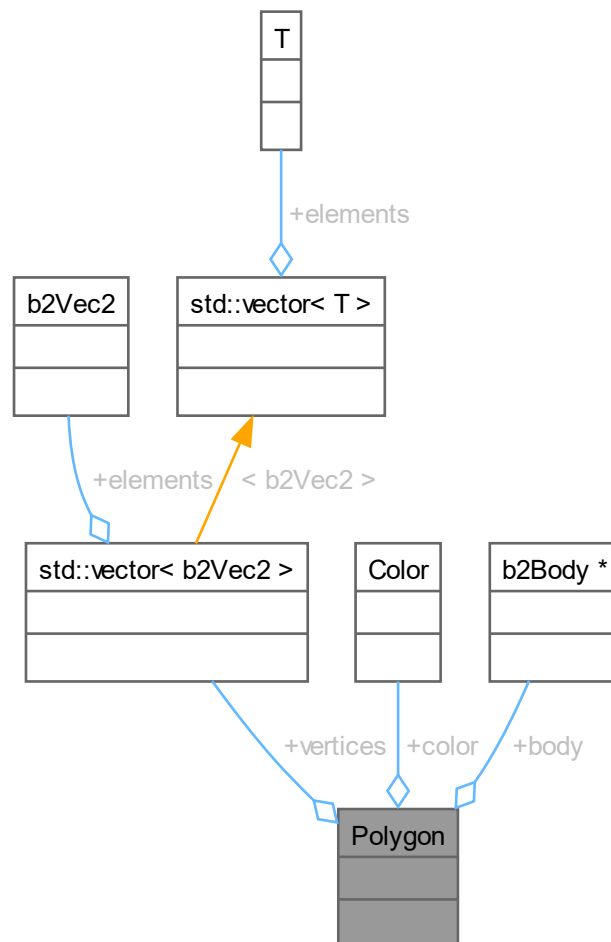 T
+elements
b2Vec2
std::vector< T >
+elements
< b2Vec2 >
std::vector< b2Vec2 >
Color
b2Body *
+vertices
+color
+body
Polygon